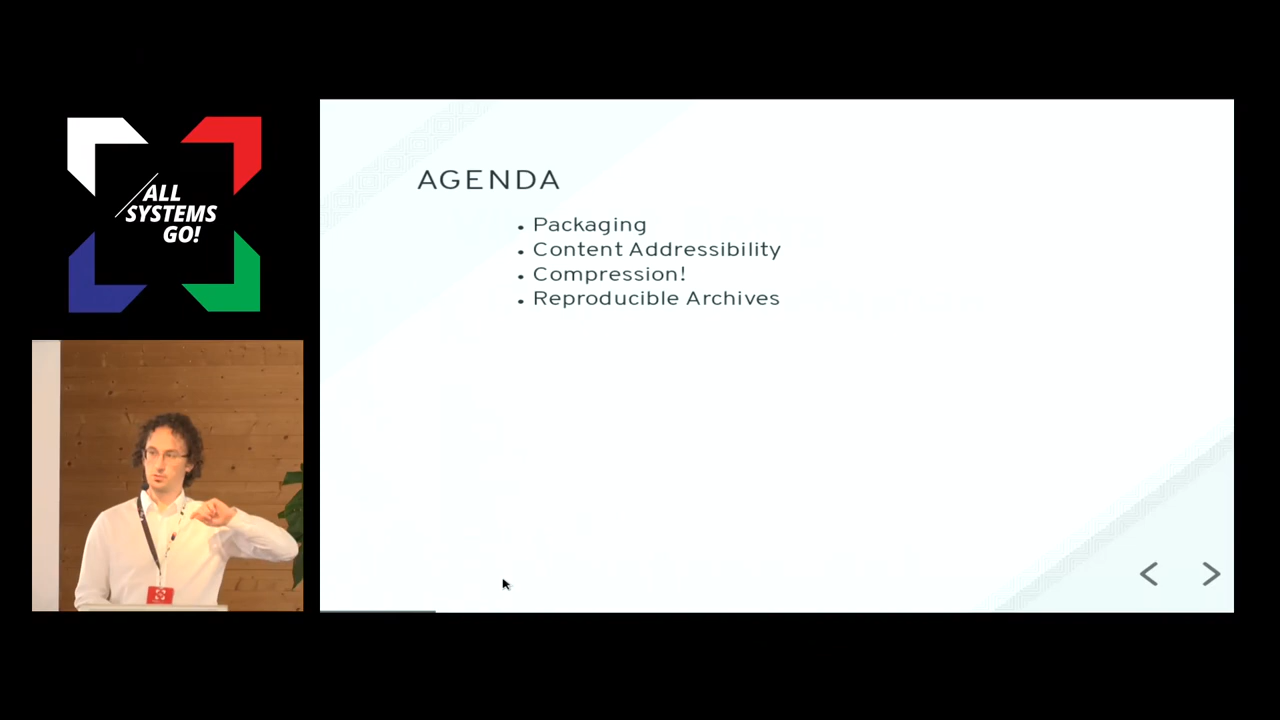 ALL
SYSTEMS
GO!
AGENDA
• Packaging
• Content Addressibility
• Compression!
• Reproducible Archives